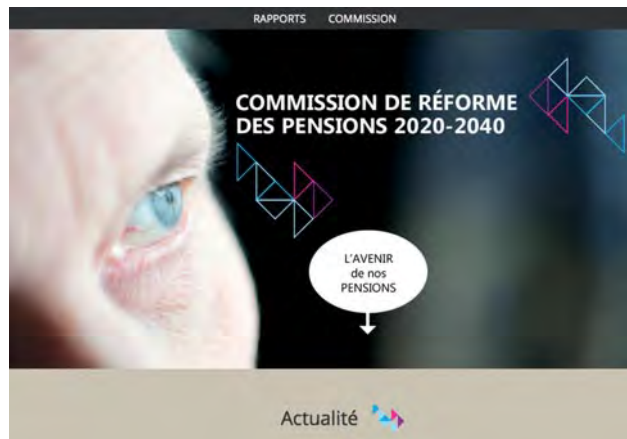 RAPPORTS COMMISSION
COMMISSION DE RÉFORME
DES PENSIONS 2020-2040
L'AVENIR
de nos
PENSIONS
Actualité